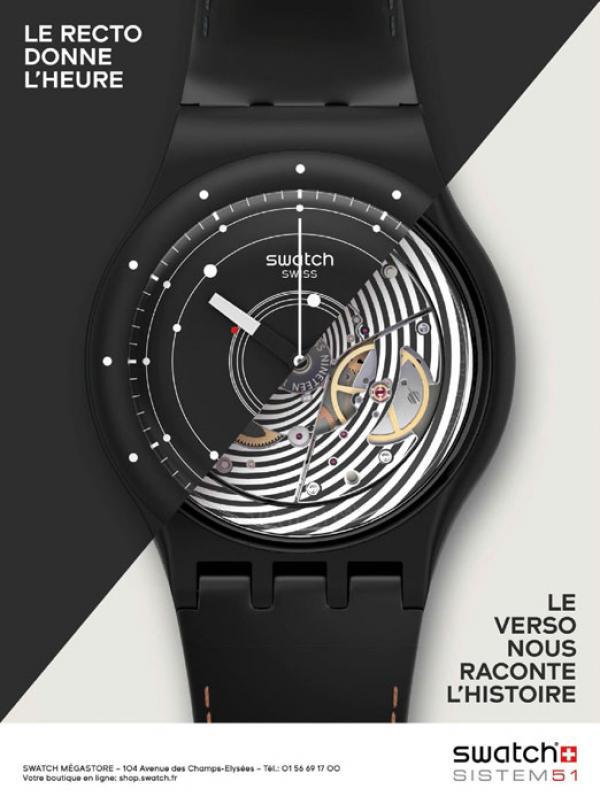 LE RECTO
DONNE
L'HEURE
swatch
SWISS
NINETEEN
LE
VERSO
NOUS
RACONTE
L'HISTOIRE
swatch
SISTEM51
SWATCH MÉGASTORE – 104 Avenue des Champs-Elysées – Tél.: 01 56 69 17 00
Votre boutique en ligne: shop.swatch.fr